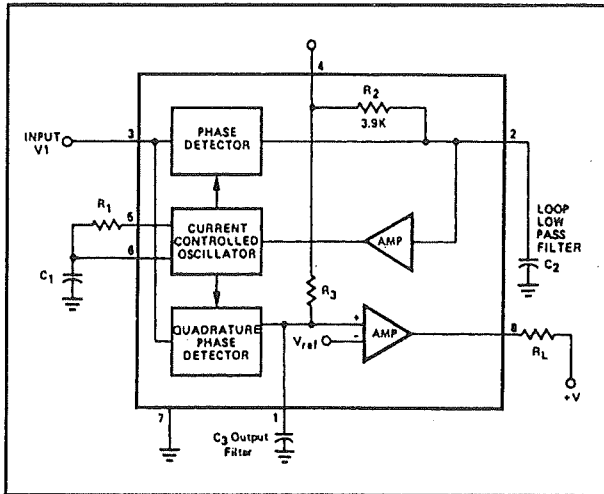 4
R2
3.9K
INPUT
V1
3
PHASE
DETECTOR
2
R1
5
6
CURRENT
CONTROLLED
OSCILLATOR
AMP
LOOP
LOW
PASS
FILTER
C2
C1
R3
QUADRATURE
PHASE
DETECTOR
+
-
Vref
AMP
8
RL
+V
7
1
C3 Output
Filter